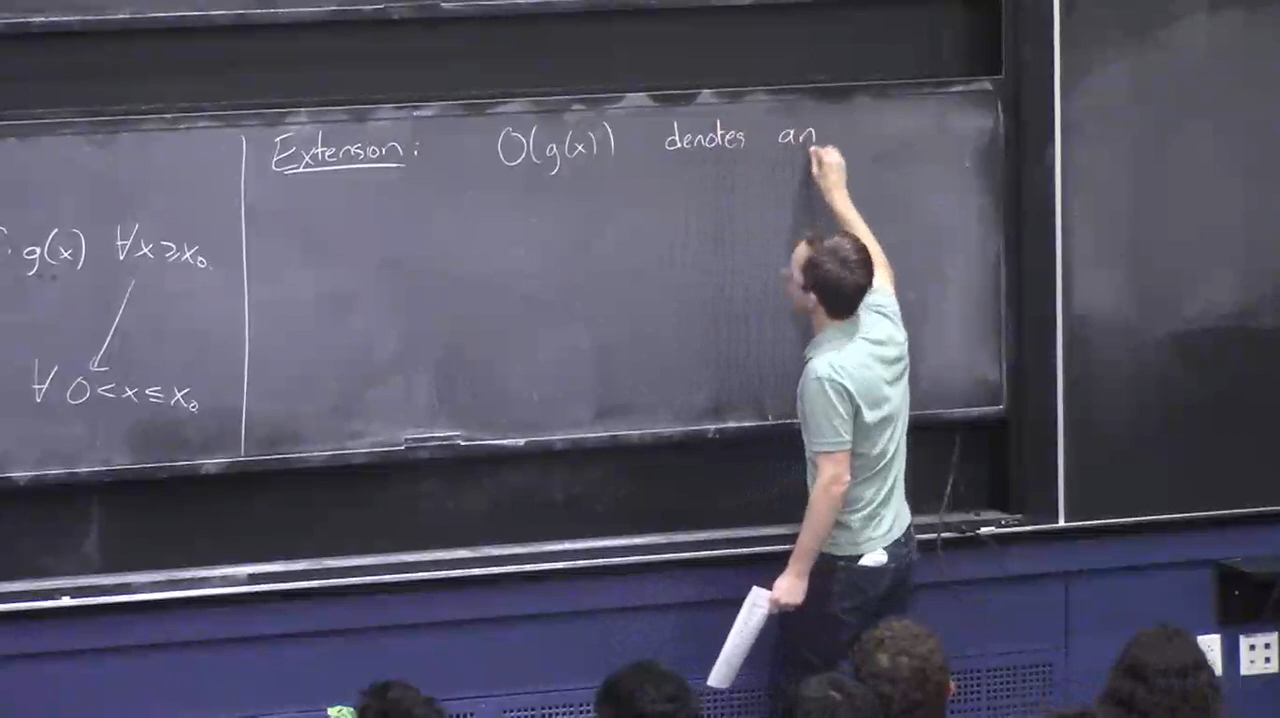 Extension: O(g(x)) denotes an
g(x) ∀x≥x₀
∀ 0<x≤x₀